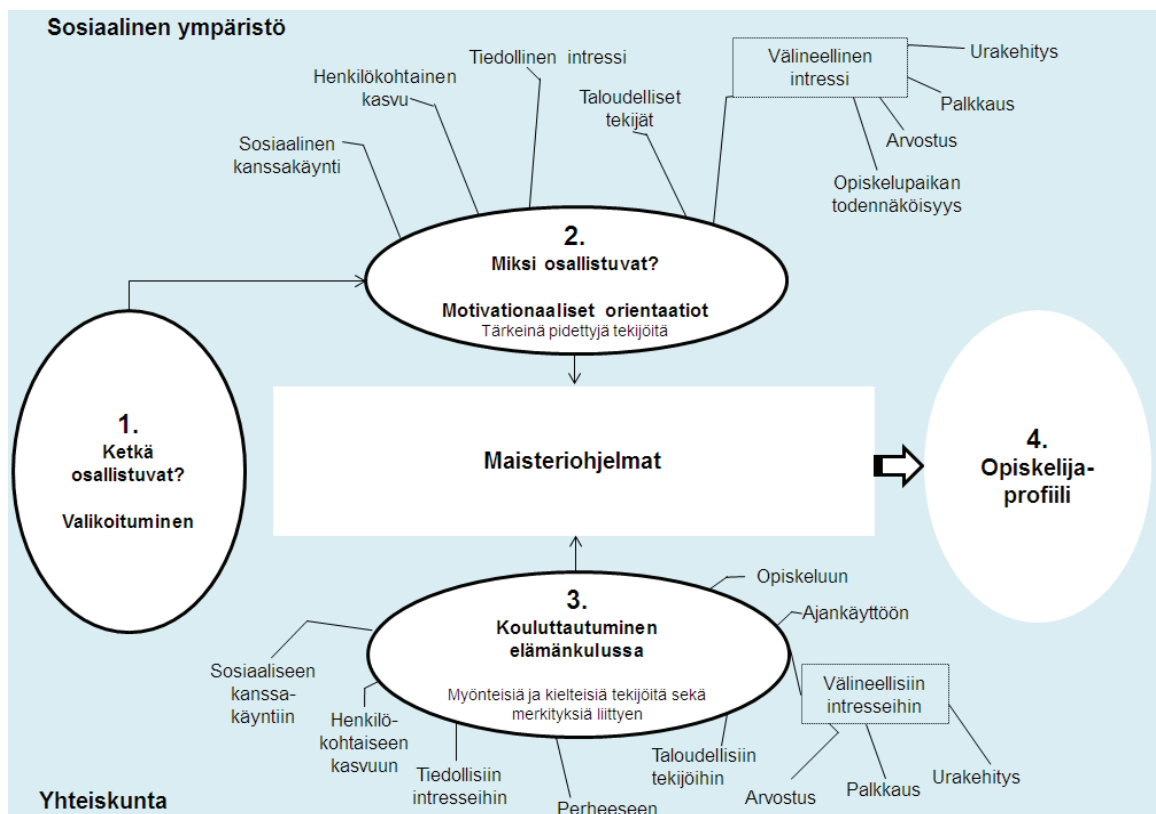 Sosiaalinen ympäristö
Tiedollinen intressi
Henkilökohtainen
kasvu
Sosiaalinen
kanssakäynti
Taloudelliset
tekijät
Välineellinen
intressi
Urakehitys
Palkkaus
Arvostus
Opiskelupaikan
todennäköisyys
2.
Miksi osallistuvat?
Motivationaaliset orientaatiot
Tärkeinä pidettyjä tekijöitä
1.
Ketkä
osallistuvat?
Valikoituminen
Maisteriohjelmat
4.
Opiskelija-
profiili
3.
Kouluttautuminen
elämänkulussa
Myönteisiä ja kielteisiä tekijöitä sekä
merkityksiä liittyen
Opiskeluun
Ajankäyttöön
Välineellisiin
intresseihin
Sosiaaliseen
kanssa-
käyntiin
Henkilö-
kohtaiseen
kasvuun
Tiedollisiin
intresseihin
Perheeseen
Taloudellisiin
tekijöihin
Arvostus
Palkkaus
Urakehitys
Yhteiskunta